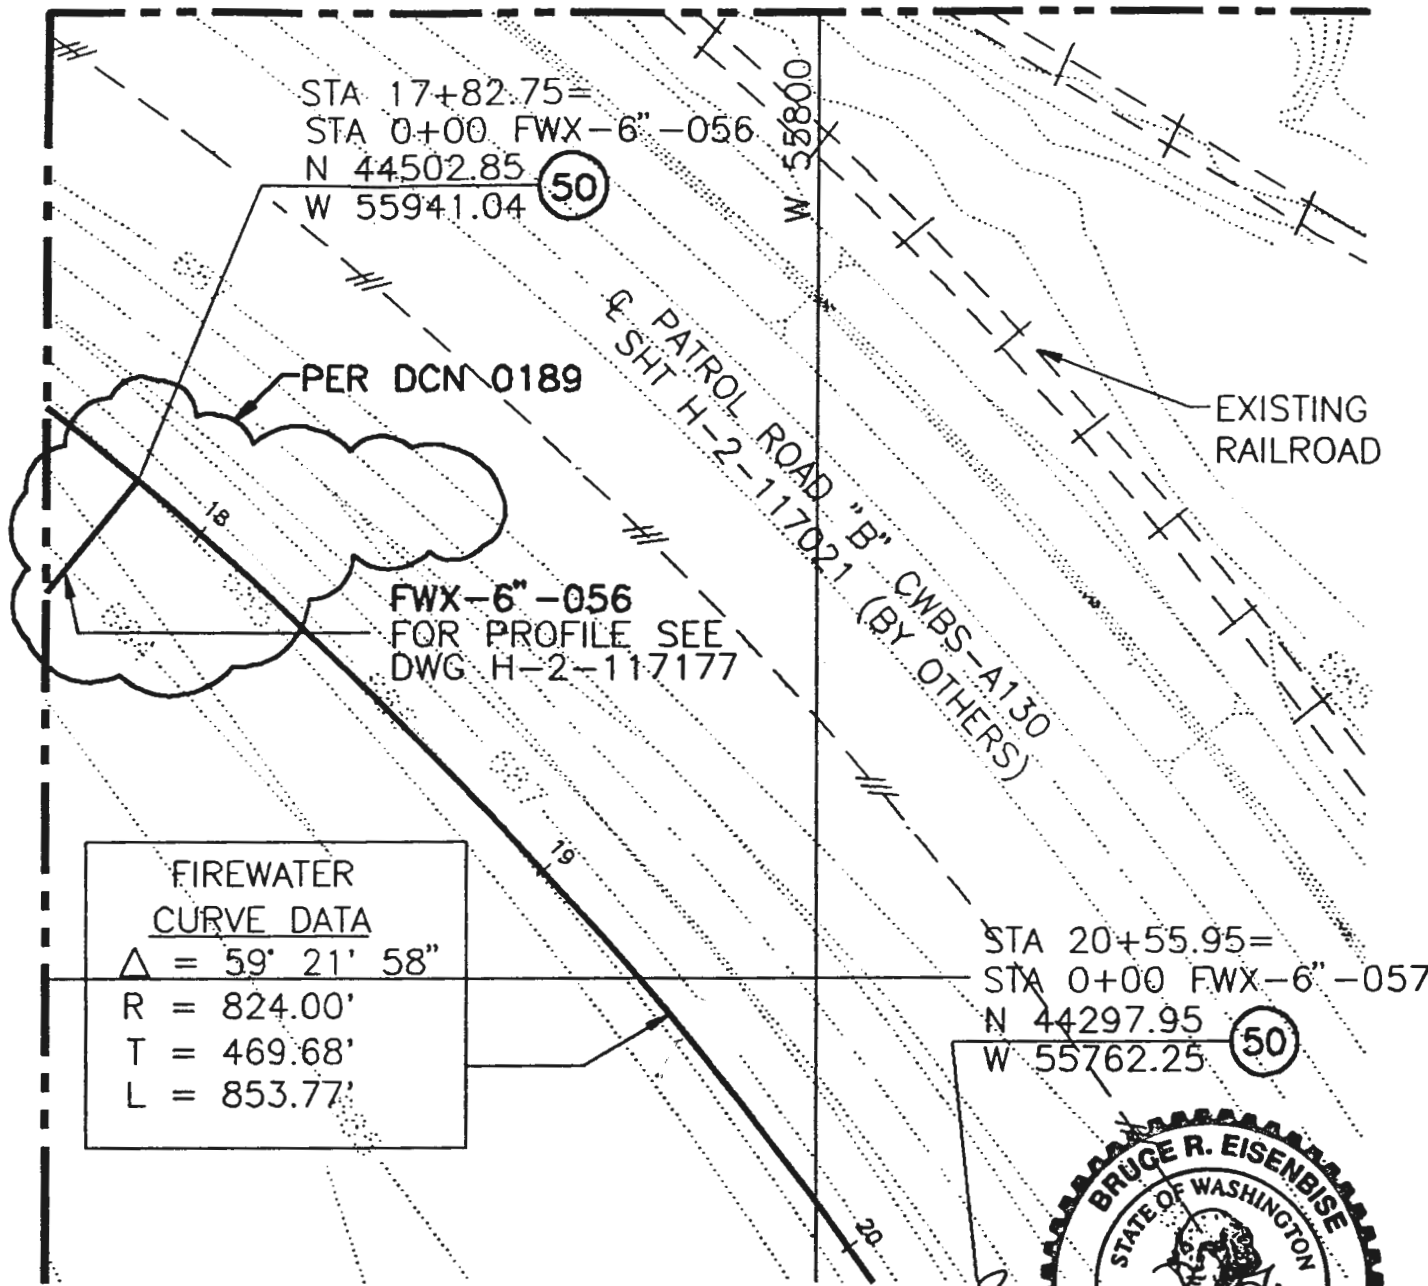 STA 17+82.75=
STA 0+00 FWX-6"-056
N 44502.85
W 55941.04
50
W 55800
PER DCN 0189
℄ PATROL ROAD "B" CWBS-A130
SHT H-2-117021 (BY OTHERS)
EXISTING
RAILROAD
18
FWX-6"-056
FOR PROFILE SEE
DWG H-2-117177
19
FIREWATER
CURVE DATA
Δ = 59° 21' 58"
R = 824.00'
T = 469.68'
L = 853.77'
STA 20+55.95=
STA 0+00 FWX-6"-057
N 44297.95
W 55762.25
50
20
BRUCE R. EISENBISE
STATE OF WASHINGTON